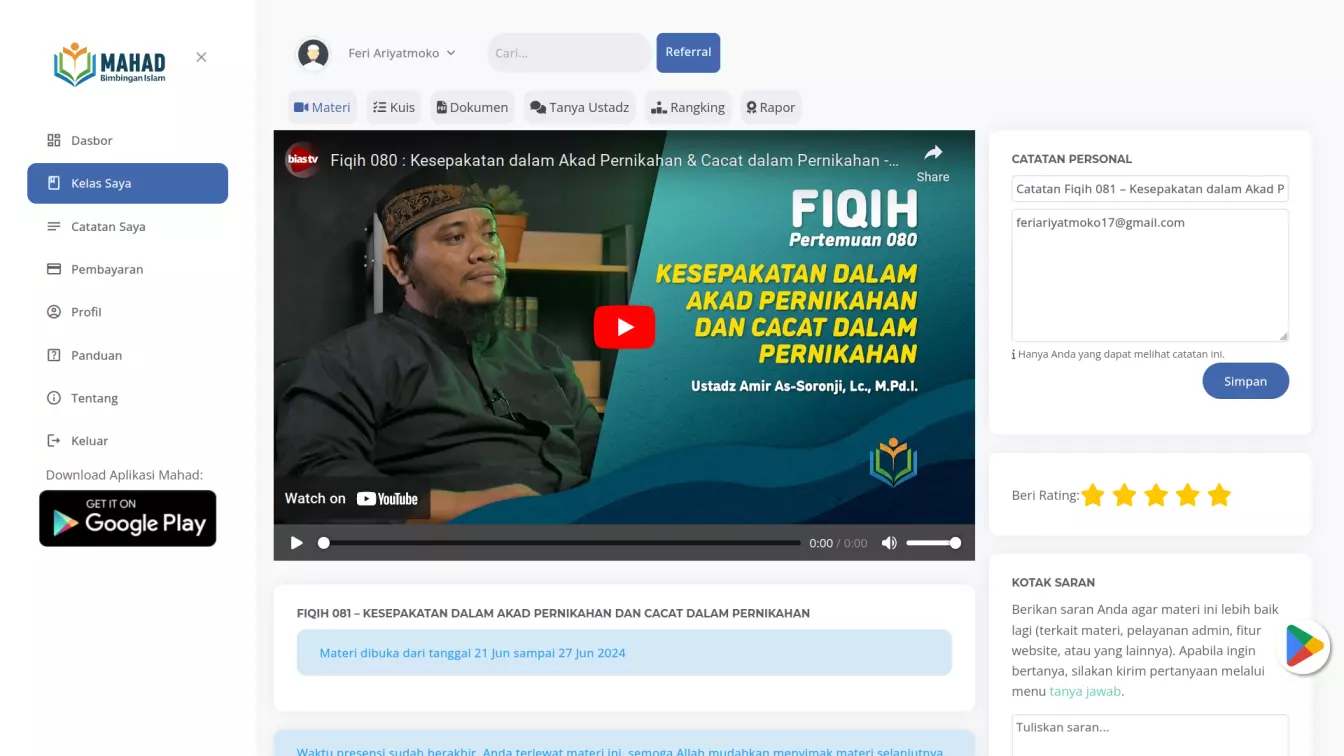 MAHAD
Bimbingan Islam
Dasbor
Kelas Saya
Catatan Saya
Pembayaran
Profil
Panduan
Tentang
Keluar
Download Aplikasi Mahad:
GET IT ON
Google Play
Feri Ariyatmoko
Cari...
Referral
Materi
Kuis
Dokumen
Tanya Ustadz
Rangking
Rapor
bias tv
Fiqih 080 : Kesepakatan dalam Akad Pernikahan & Cacat dalam Pernikahan -...
Share
FIQIH
Pertemuan 080
KESEPAKATAN DALAM
AKAD PERNIKAHAN
DAN CACAT DALAM
PERNIKAHAN
Ustadz Amir As-Soronji, Lc., M.Pd.I.
Watch on YouTube
0:00 / 0:00
FIQIH 081 – KESEPAKATAN DALAM AKAD PERNIKAHAN DAN CACAT DALAM PERNIKAHAN
Materi dibuka dari tanggal 21 Jun sampai 27 Jun 2024
Waktu presensi sudah berakhir. Anda terlewat materi ini, semoga Allah mudahkan menyimak materi selanjutnya
CATATAN PERSONAL
Catatan Fiqih 081 – Kesepakatan dalam Akad P
feriariyatmoko17@gmail.com
Hanya Anda yang dapat melihat catatan ini.
Simpan
Beri Rating:
KOTAK SARAN
Berikan saran Anda agar materi ini lebih baik
lagi (terkait materi, pelayanan admin, fitur
website, atau yang lainnya). Apabila ingin
bertanya, silakan kirim pertanyaan melalui
menu tanya jawab.
Tuliskan saran...